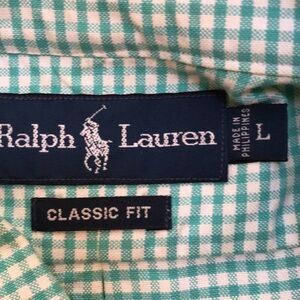 Ralph Lauren
MADE IN
PHILIPPINES
L
CLASSIC FIT